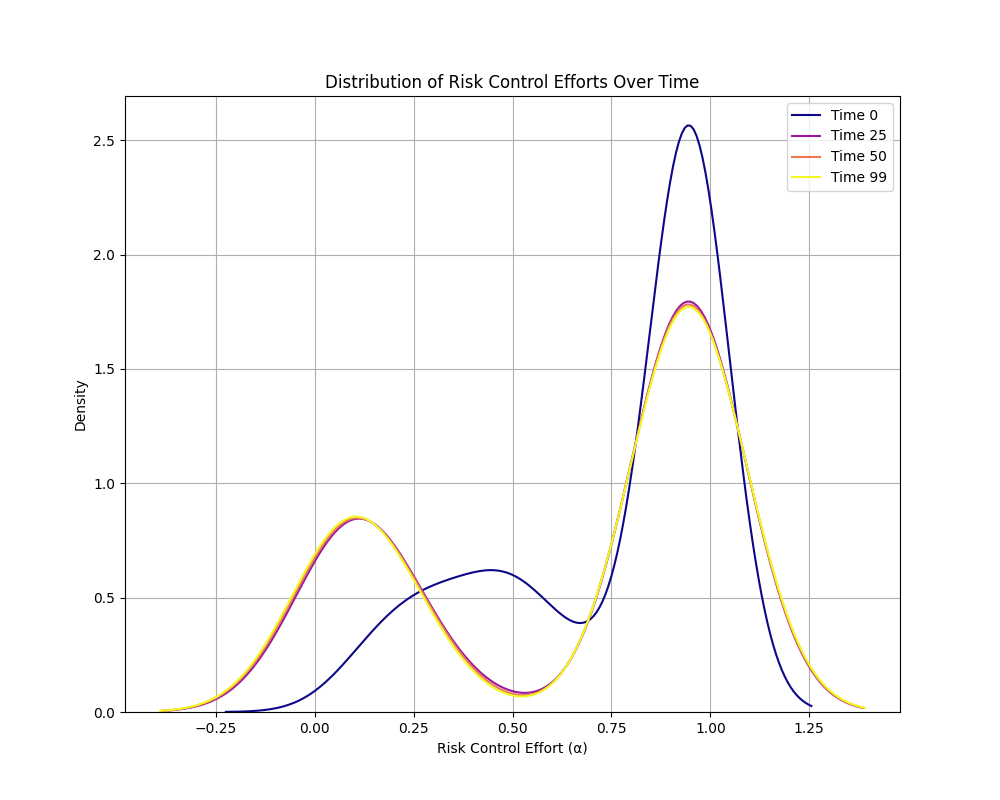 Distribution of Risk Control Efforts Over Time
Time 0
Time 25
Time 50
Time 99
Density
2.5
2.0
1.5
1.0
0.5
0.0
−0.25 0.00 0.25 0.50 0.75 1.00 1.25
Risk Control Effort (α)